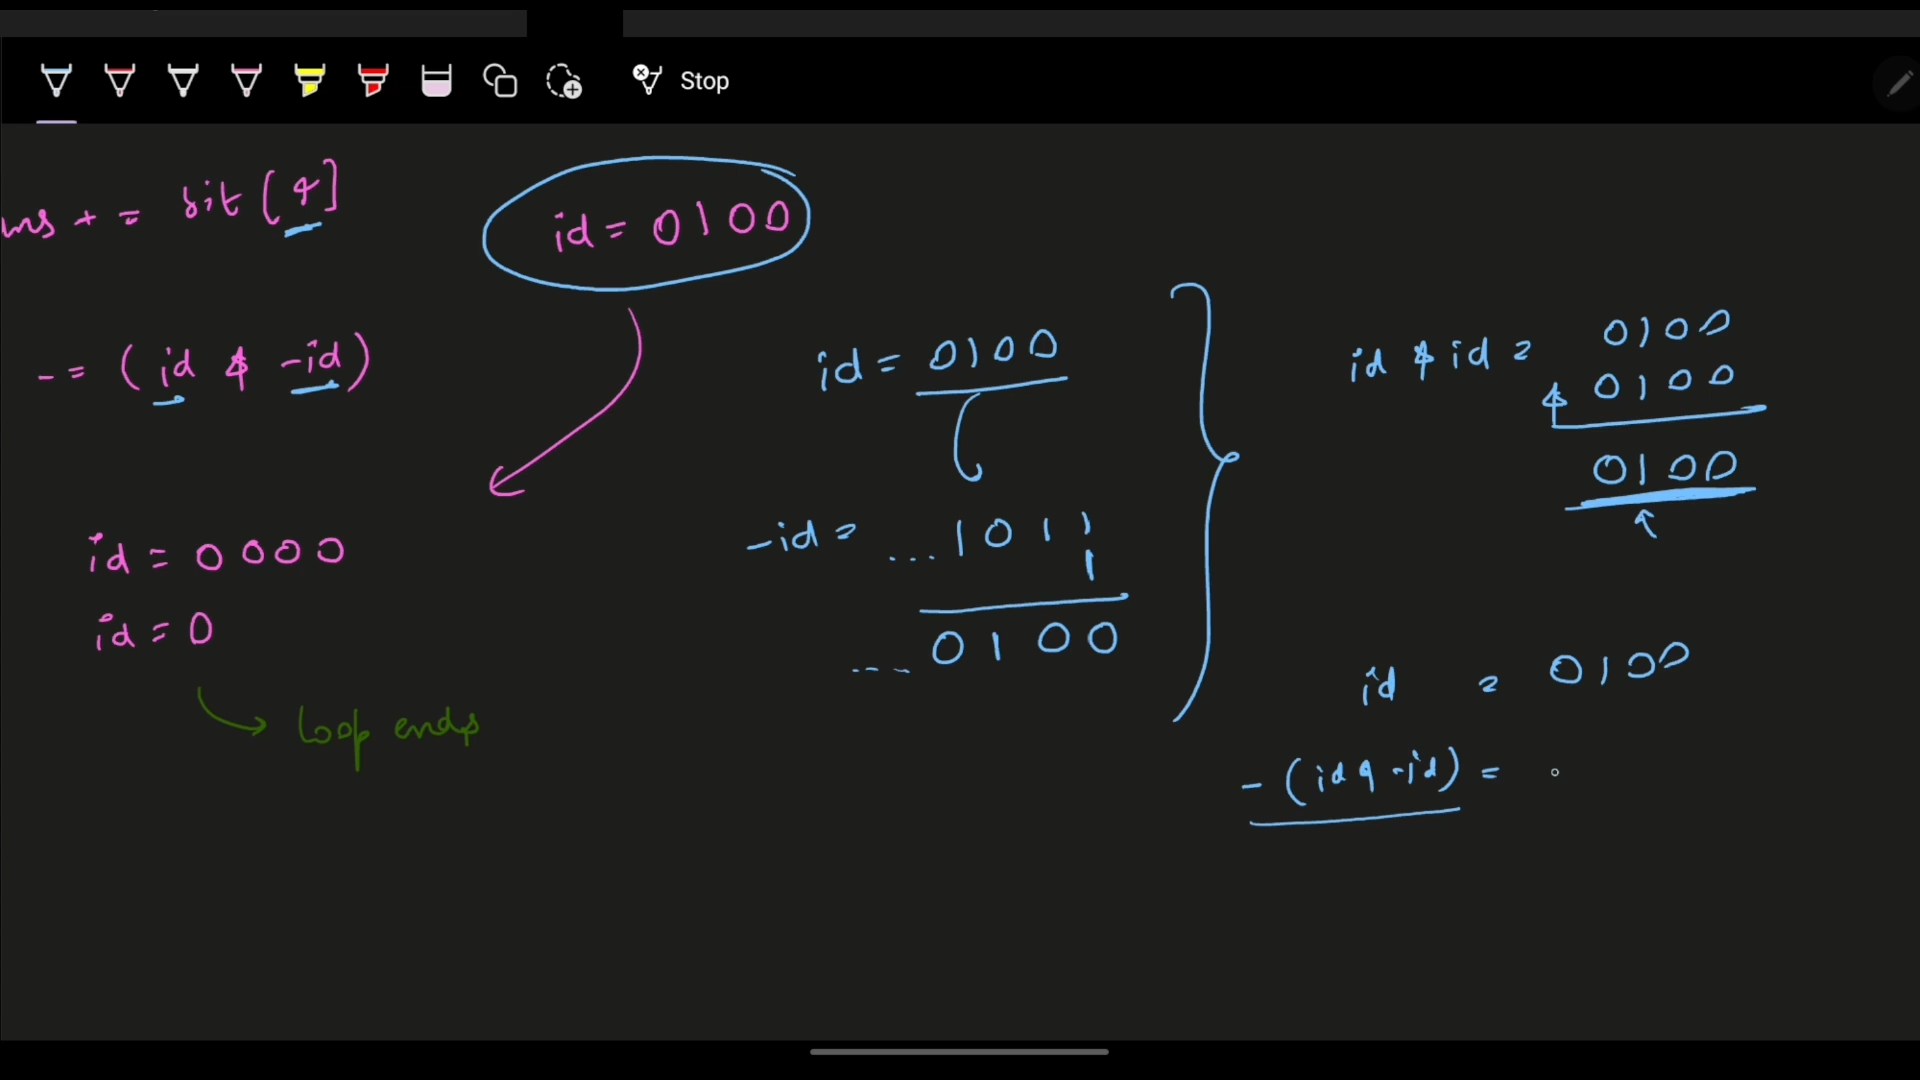 Stop
ms + = bit [4]
id = 0100
- = (id & -id)
id = 0000
id = 0
loop ends
id = 0100
-id = ...1011
1
... 0100
id & id = 0100
& 0100
0100
id = 0100
- (id & -id) =